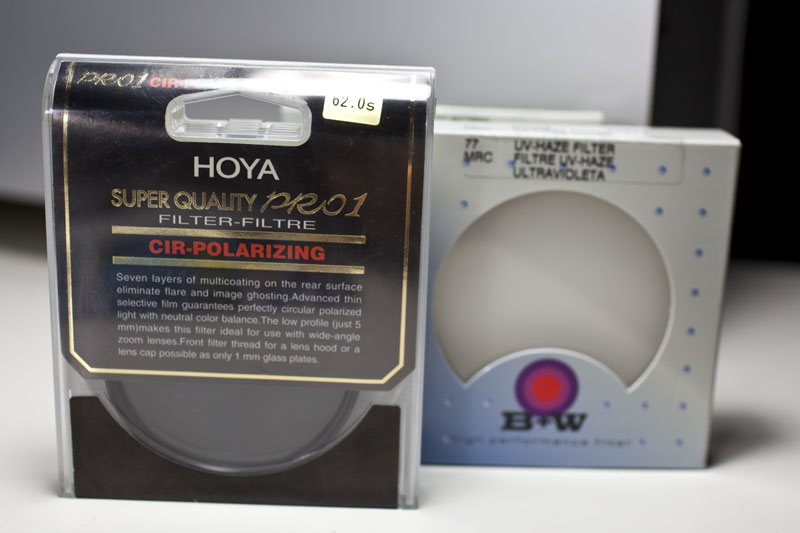 PRO1 CIR-
62.0s
HOYA
SUPER QUALITY PRO1
FILTER-FILTRE
CIR-POLARIZING
Seven layers of multicoating on the rear surface
eliminate flare and image ghosting.Advanced thin
selective film guarantees perfectly circular polarized
light with neutral color balance.The low profile (just 5
mm)makes this filter ideal for use with wide-angle
zoom lenses.Front filter thread for a lens hood or a
lens cap possible as only 1 mm glass plates.
77 UV-HAZE FILTER
MRC FILTRE UV-HAZE
ULTRAVIOLETA
B+W
high performance filter